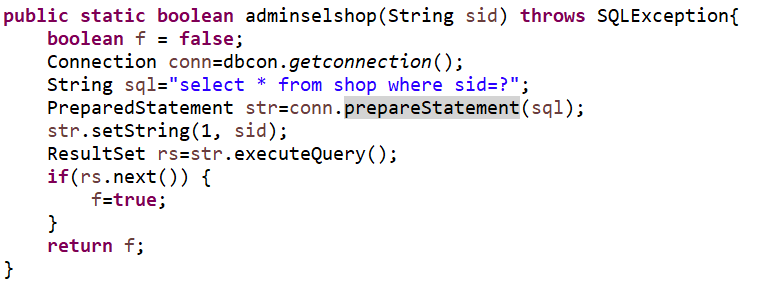 public static boolean adminselshop(String sid) throws SQLException{
    boolean f = false;
    Connection conn=dbcon.getconnection();
    String sql="select * from shop where sid=?";
    PreparedStatement str=conn.prepareStatement(sql);
    str.setString(1, sid);
    ResultSet rs=str.executeQuery();
    if(rs.next()) {
        f=true;
    }
    return f;
}